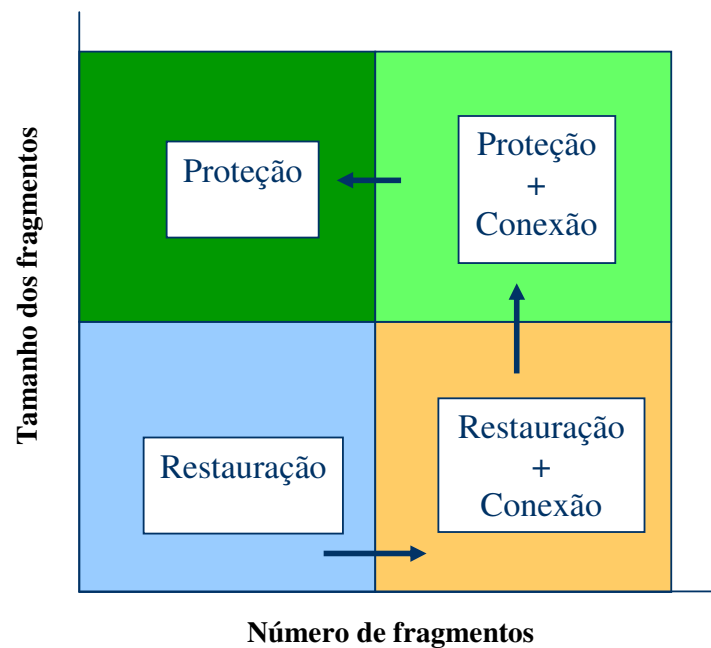 Tamanho dos fragmentos
Proteção
Proteção
+
Conexão
Restauração
Restauração
+
Conexão
Número de fragmentos